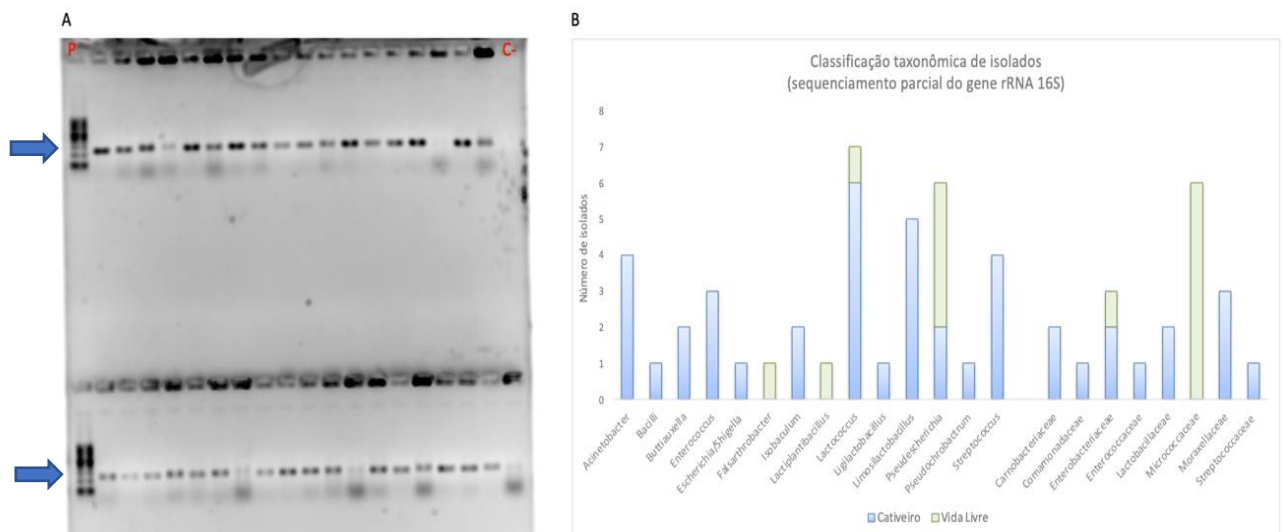 A
P
C-
B
Classificação taxonômica de isolados
(sequenciamento parcial do gene rRNA 16S)
Número de isolados
8
7
6
5
4
3
2
1
0
Acinetobacter
Bacilli
Buttiauxella
Enterococcus
Escherichia/Shigella
Falsarthrobacter
Isobaculum
Lactiplantibacillus
Lactococcus
Ligilactobacillus
Limosilactobacillus
Pseudescherichia
Pseudochrobactrum
Streptococcus
Carnobacteriaceae
Comamonadaceae
Enterobacteriaceae
Enterococcaceae
Lactobacillaceae
Micrococcaceae
Moraxellaceae
Streptococcaceae
Cativeiro
Vida Livre